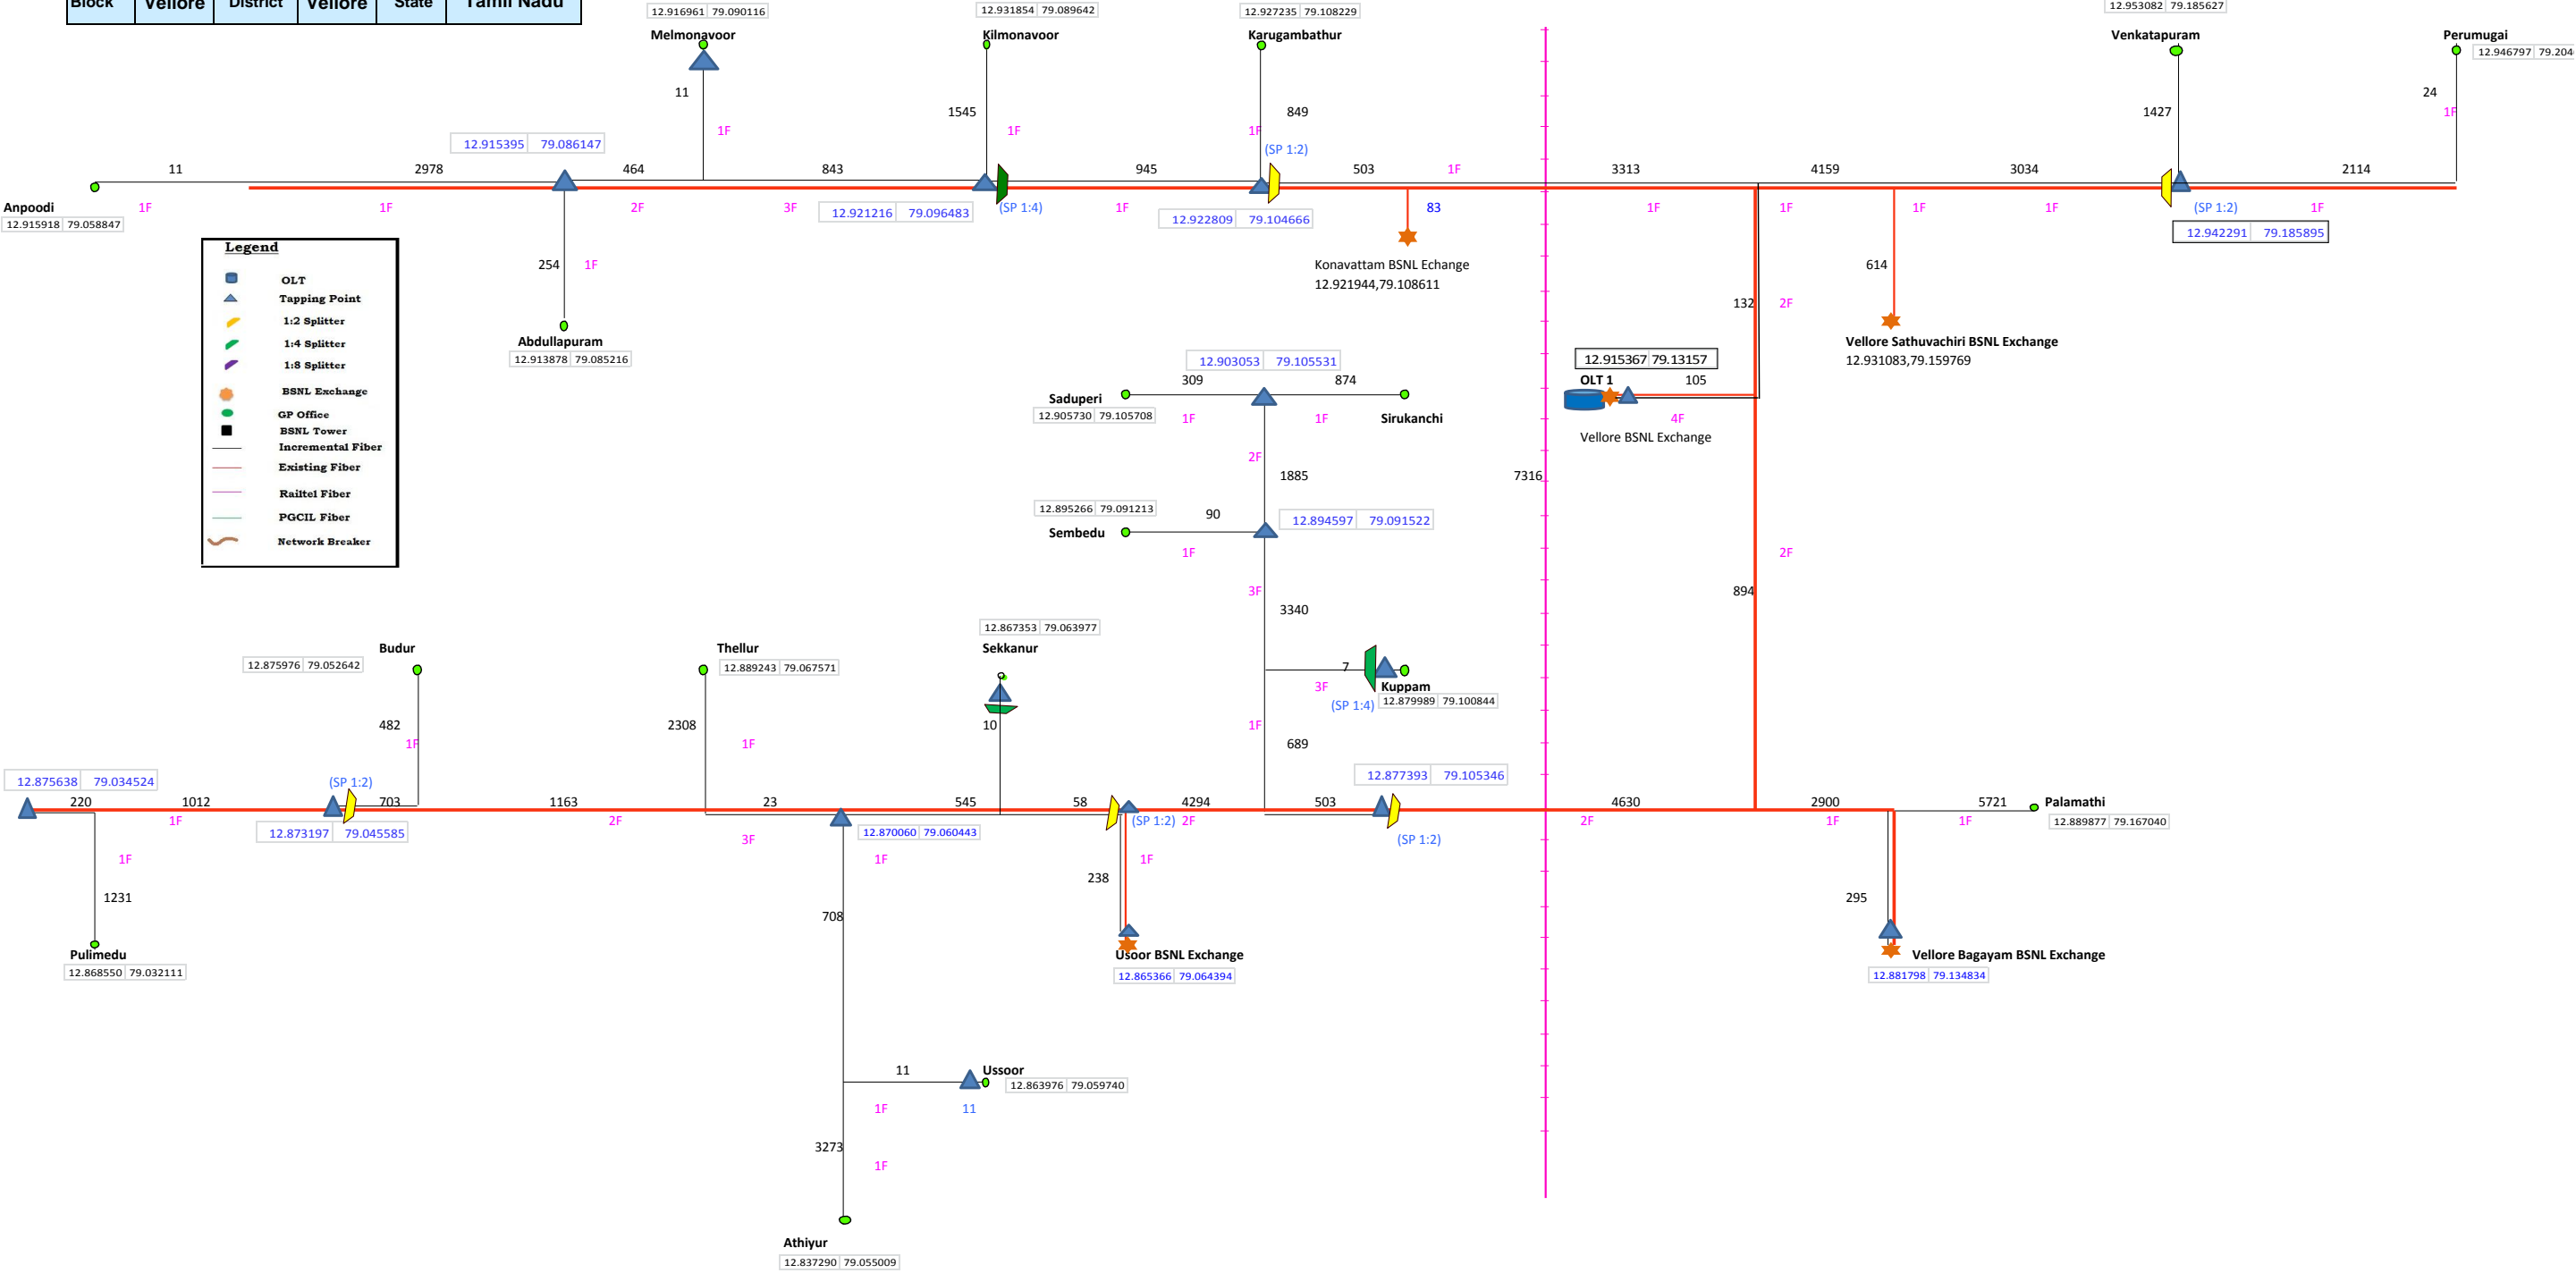 Block Vellore District Vellore State Tamil Nadu
12.916961 79.090116
12.931854 79.089642
12.927235 79.108229
12.953082 79.185627
Melmonavoor
Kilmonavoor
Karugambathur
Venkatapuram
Perumugai
12.946797 79.204
11
1F
1545
1F
849
1F
1427
24
1F
(SP 1:2)
12.915395 79.086147
11
2978
464
843
945
503
1F
3313
4159
3034
2114
Anpoodi
12.915918 79.058847
1F
1F
2F
3F
12.921216 79.096483
(SP 1:4)
1F
12.922809 79.104666
83
1F
1F
1F
1F
(SP 1:2)
1F
12.942291 79.185895
Legend
OLT
Tapping Point
1:2 Splitter
1:4 Splitter
1:8 Splitter
BSNL Exchange
GP Office
BSNL Tower
Incremental Fiber
Existing Fiber
Railtel Fiber
PGCIL Fiber
Network Breaker
254
1F
Abdullapuram
12.913878 79.085216
Konavattam BSNL Echange
12.921944,79.108611
132
2F
614
Vellore Sathuvachiri BSNL Exchange
12.931083,79.159769
12.903053 79.105531
309
874
Saduperi
12.905730 79.105708
1F
1F
Sirukanchi
12.915367 79.13157
OLT 1
105
4F
Vellore BSNL Exchange
2F
1885
7316
12.895266 79.091213
90
12.894597 79.091522
Sembedu
1F
2F
3F
3340
894
12.867353 79.063977
Budur
12.875976 79.052642
Thellur
12.889243 79.067571
Sekkanur
7
3F
Kuppam
(SP 1:4)
12.879989 79.100844
482
1F
2308
1F
10
1F
689
12.875638 79.034524
(SP 1:2)
12.877393 79.105346
220
1012
703
1163
23
545
58
4294
503
4630
2900
5721
Palamathi
12.889877 79.167040
1F
12.873197 79.045585
2F
3F
12.870060 79.060443
(SP 1:2)
2F
(SP 1:2)
2F
1F
1F
1F
1231
1F
1F
238
708
295
Pulimedu
12.868550 79.032111
Usoor BSNL Exchange
12.865366 79.064394
Vellore Bagayam BSNL Exchange
12.881798 79.134834
11
Ussoor
12.863976 79.059740
1F
11
3273
1F
Athiyur
12.837290 79.055009